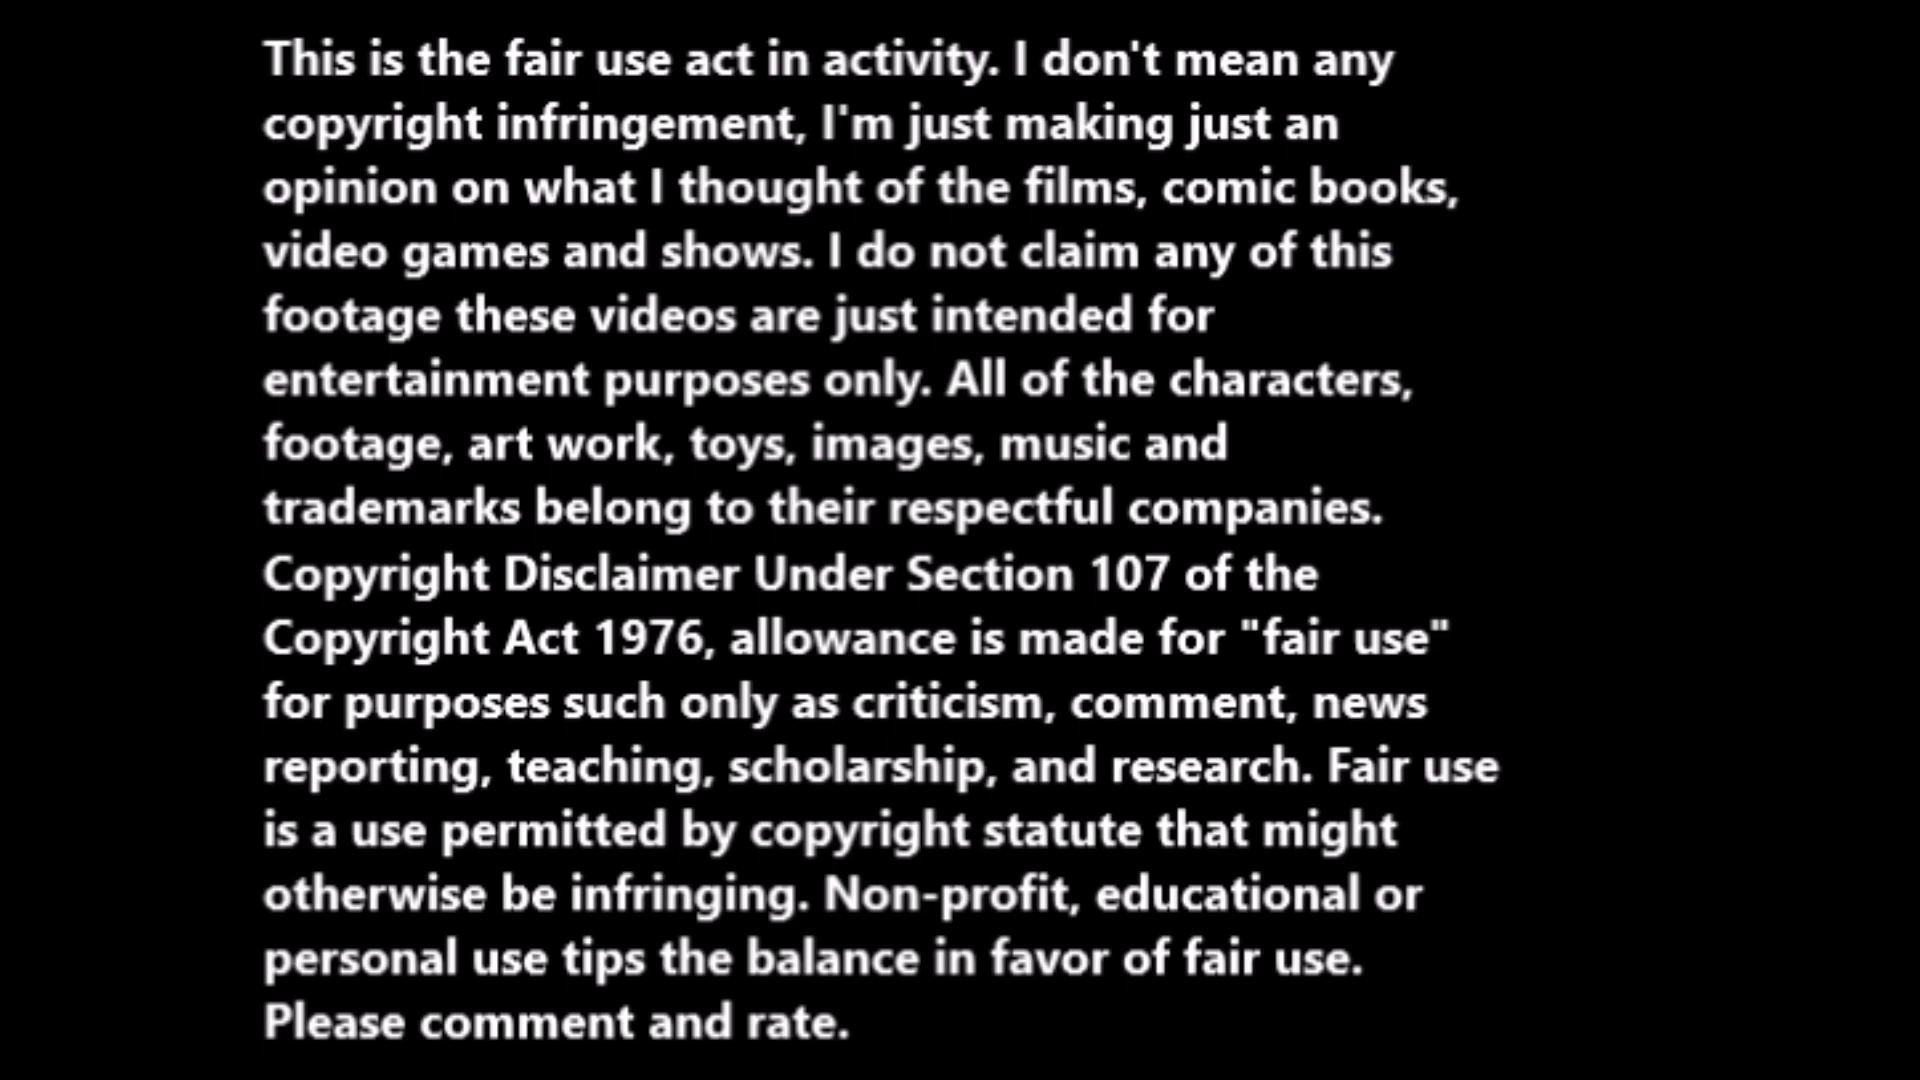 This is the fair use act in activity. I don't mean any
copyright infringement, I'm just making just an
opinion on what I thought of the films, comic books,
video games and shows. I do not claim any of this
footage these videos are just intended for
entertainment purposes only. All of the characters,
footage, art work, toys, images, music and
trademarks belong to their respectful companies.
Copyright Disclaimer Under Section 107 of the
Copyright Act 1976, allowance is made for "fair use"
for purposes such only as criticism, comment, news
reporting, teaching, scholarship, and research. Fair use
is a use permitted by copyright statute that might
otherwise be infringing. Non-profit, educational or
personal use tips the balance in favor of fair use.
Please comment and rate.